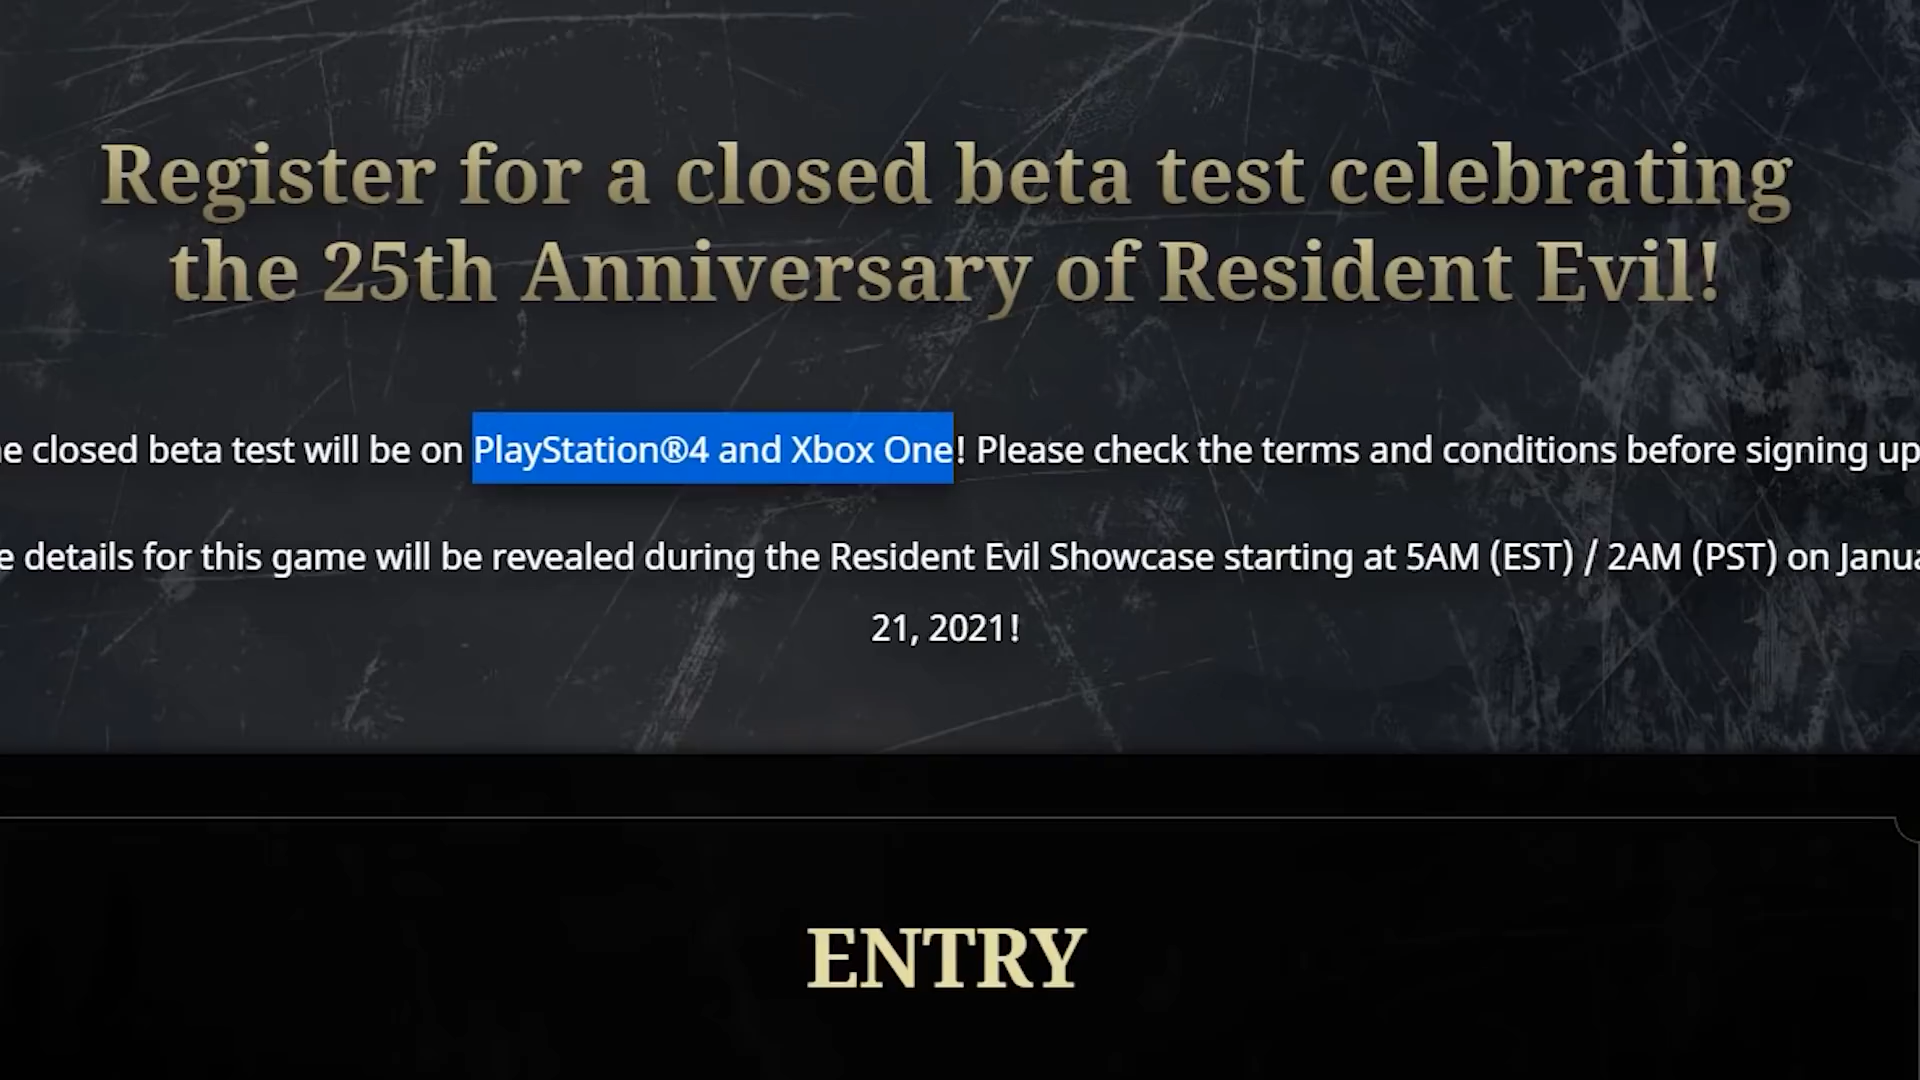 Register for a closed beta test celebrating
the 25th Anniversary of Resident Evil!
closed beta test will be on PlayStation®4 and Xbox One! Please check the terms and conditions before signing up
details for this game will be revealed during the Resident Evil Showcase starting at 5AM (EST) / 2AM (PST) on
21, 2021!
ENTRY